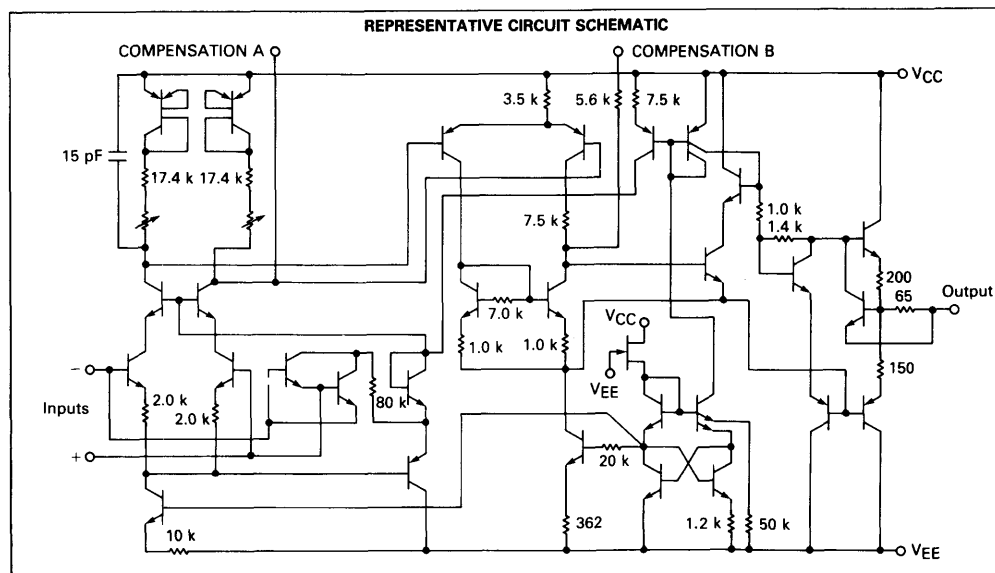 REPRESENTATIVE CIRCUIT SCHEMATIC
COMPENSATION A
COMPENSATION B
VCC
3.5 k
5.6 k
7.5 k
15 pF
17.4 k
17.4 k
1.0 k
1.4 k
7.5 k
200
65
Output
7.0 k
VCC
1.0 k
1.0 k
VEE
150
−
2.0 k
2.0 k
80 k
Inputs
+
20 k
10 k
362
1.2 k
50 k
VEE